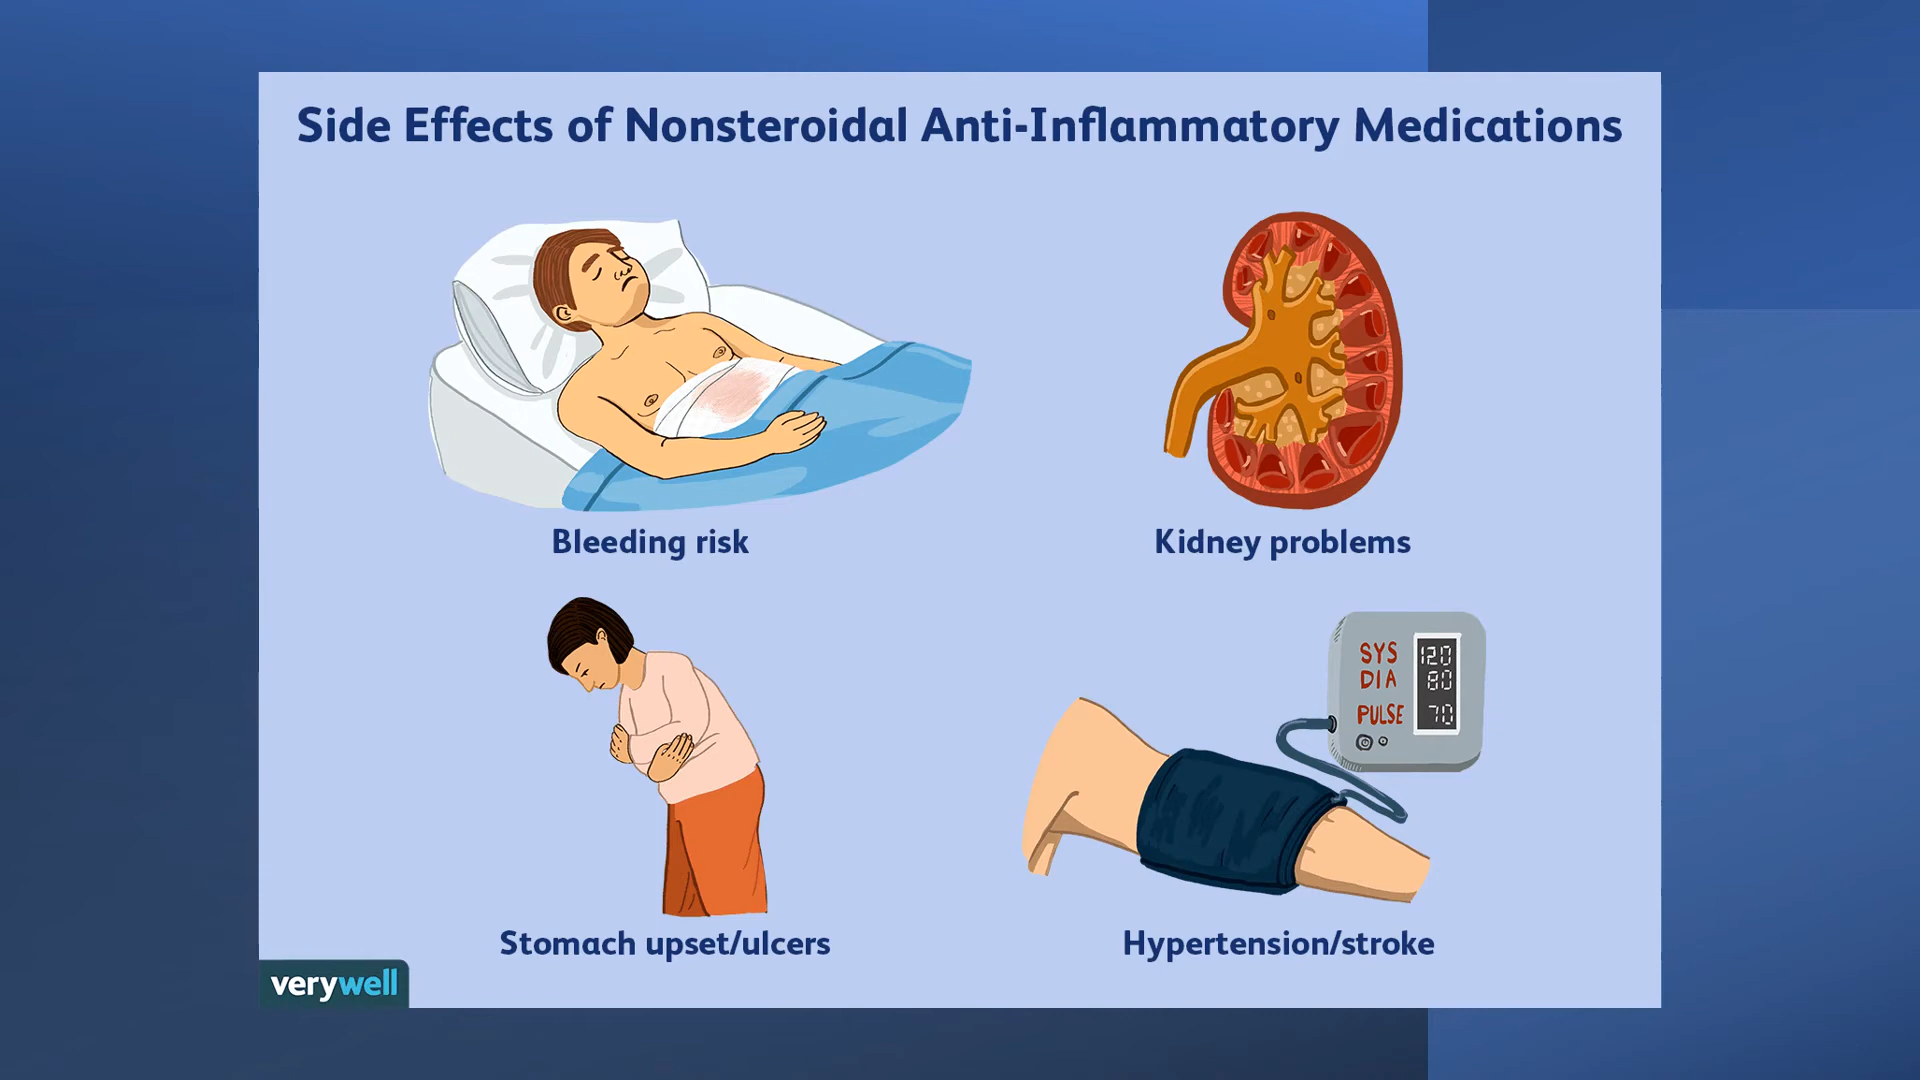 Side Effects of Nonsteroidal Anti-Inflammatory Medications
Bleeding risk
Kidney problems
SYS 120
DIA 80
PULSE 70
Stomach upset/ulcers
Hypertension/stroke
verywell